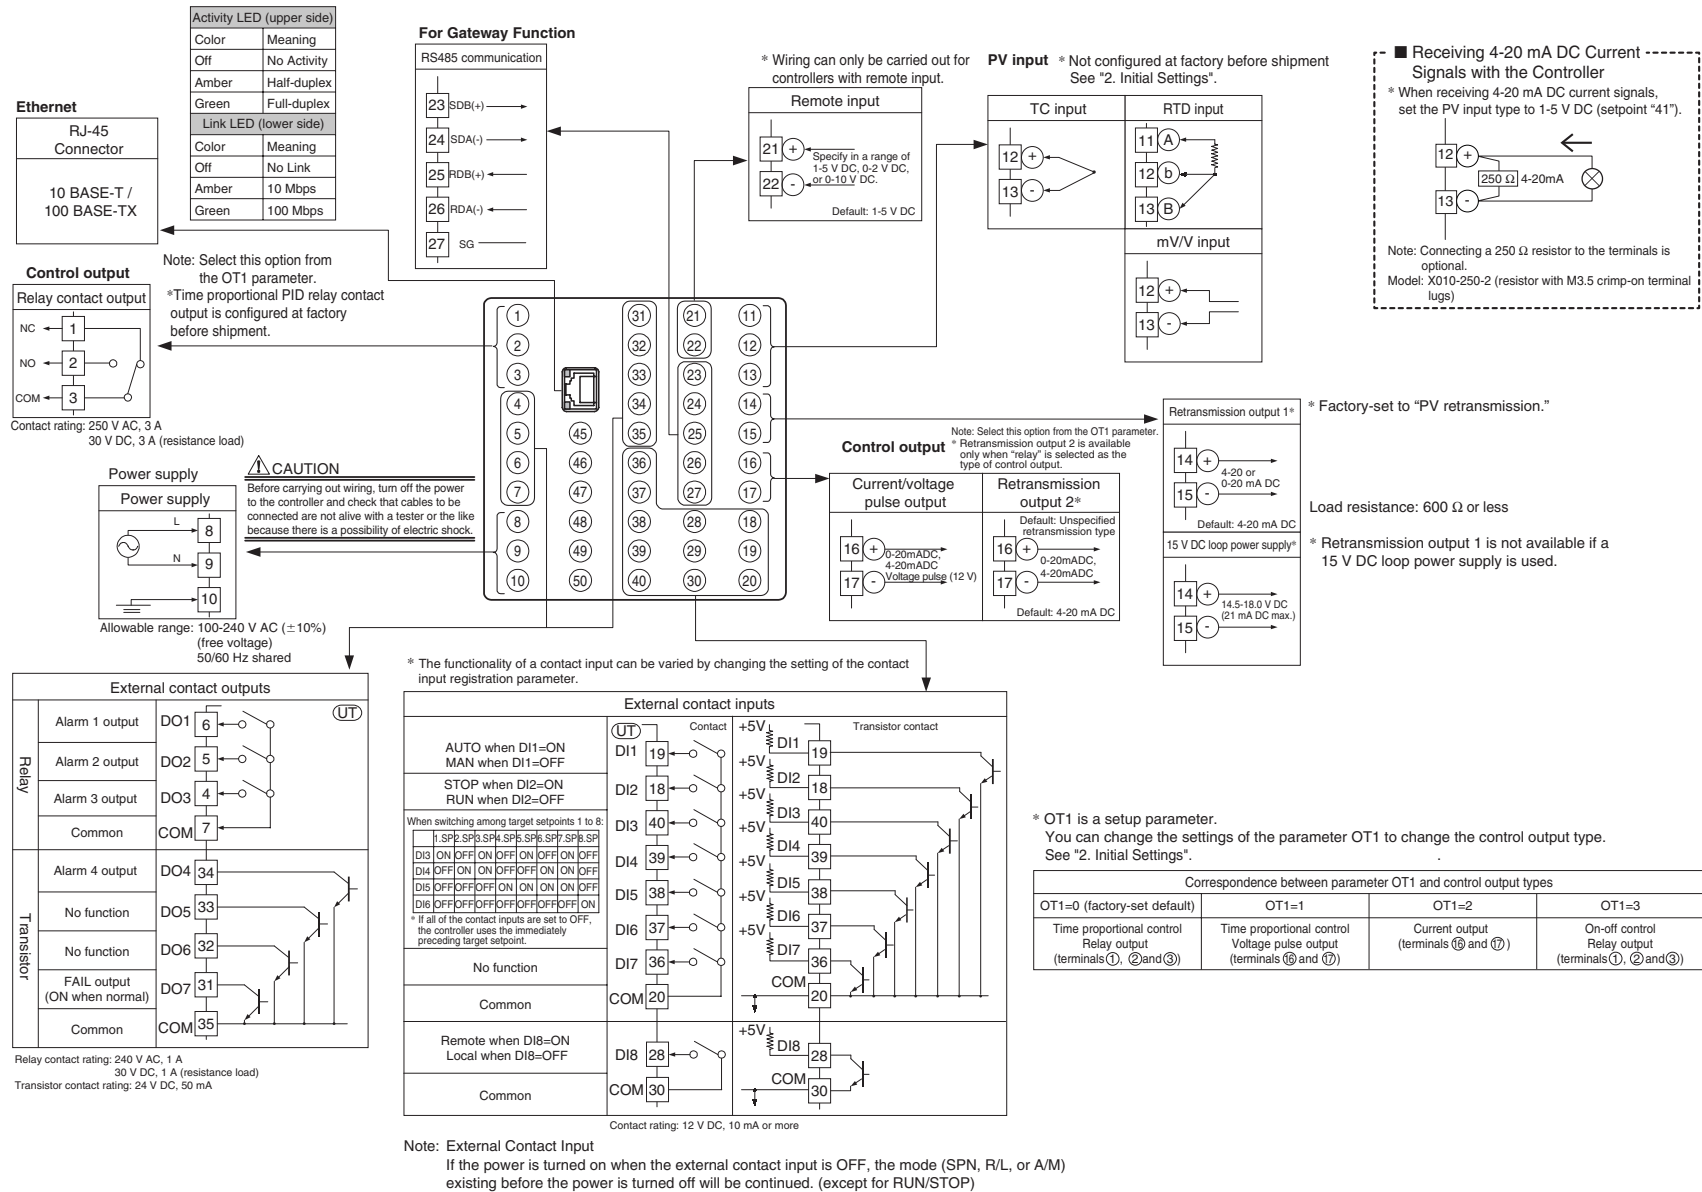 Activity LED (upper side)
Color Meaning
Off No Activity
Amber Half-duplex
Green Full-duplex
Link LED (lower side)
Color Meaning
Off No Link
Amber 10 Mbps
Green 100 Mbps
Ethernet
RJ-45
Connector
10 BASE-T /
100 BASE-TX
For Gateway Function
RS485 communication
23 SDB(+)
24 SDA(-)
25 RDB(+)
26 RDA(-)
27 SG
* Wiring can only be carried out for
controllers with remote input.
Remote input
21 +
Specify in a range of
1-5 V DC, 0-2 V DC,
or 0-10 V DC.
22 -
Default: 1-5 V DC
PV input * Not configured at factory before shipment
See "2. Initial Settings".
TC input
12 +
13 -
RTD input
11 A
12 b
13 B
mV/V input
12 +
13 -
■ Receiving 4-20 mA DC Current
Signals with the Controller
* When receiving 4-20 mA DC current signals,
set the PV input type to 1-5 V DC (setpoint “41”).
12 +
250 Ω 4-20mA
13 -
Note: Connecting a 250 Ω resistor to the terminals is
optional.
Model: X010-250-2 (resistor with M3.5 crimp-on terminal
lugs)
Control output
Note: Select this option from
the OT1 parameter.
*Time proportional PID relay contact
output is configured at factory
before shipment.
Relay contact output
NC 1
NO 2
COM 3
Contact rating: 250 V AC, 3 A
30 V DC, 3 A (resistance load)
1 31 21 11
2 32 22 12
3 33 23 13
4 34 24 14
5 45 35 25 15
6 46 36 26 16
7 47 37 27 17
8 48 38 28 18
9 49 39 29 19
10 50 40 30 20
Power supply
Power supply
L 8
N 9
10
Allowable range: 100-240 V AC (±10%)
(free voltage)
50/60 Hz shared
CAUTION
Before carrying out wiring, turn off the power
to the controller and check that cables to be
connected are not alive with a tester or the like
because there is a possibility of electric shock.
Control output
Note: Select this option from the OT1 parameter.
* Retransmission output 2 is available
only when “relay” is selected as the
type of control output.
Current/voltage
pulse output
16 +
0-20mADC,
4-20mADC
Voltage pulse (12 V)
17 -
Retransmission
output 2*
Default: Unspecified
retransmission type
16 +
0-20mADC,
4-20mADC
17 -
Default: 4-20 mA DC
Retransmission output 1*
14 +
4-20 or
0-20 mA DC
15 -
Default: 4-20 mA DC
15 V DC loop power supply*
14 +
14.5-18.0 V DC
(21 mA DC max.)
15 -
* Factory-set to “PV retransmission.”
Load resistance: 600 Ω or less
* Retransmission output 1 is not available if a
15 V DC loop power supply is used.
External contact outputs
Relay
UT
Alarm 1 output DO1 6
Alarm 2 output DO2 5
Alarm 3 output DO3 4
Common COM 7
Transistor
Alarm 4 output DO4 34
No function DO5 33
No function DO6 32
FAIL output
(ON when normal) DO7 31
Common COM 35
Relay contact rating: 240 V AC, 1 A
30 V DC, 1 A (resistance load)
Transistor contact rating: 24 V DC, 50 mA
* The functionality of a contact input can be varied by changing the setting of the contact
input registration parameter.
External contact inputs
AUTO when DI1=ON
MAN when DI1=OFF
STOP when DI2=ON
RUN when DI2=OFF
When switching among target setpoints 1 to 8:
1.SP 2.SP 3.SP 4.SP 5.SP 6.SP 7.SP 8.SP
DI3 ON OFF ON OFF ON OFF ON OFF
DI4 OFF ON ON OFF OFF ON ON OFF
DI5 OFF OFF OFF ON ON ON ON OFF
DI6 OFF OFF OFF OFF OFF OFF OFF ON
* If all of the contact inputs are set to OFF,
the controller uses the immediately
preceding target setpoint.
No function
Common
Remote when DI8=ON
Local when DI8=OFF
Common
UT Contact
DI1 19
DI2 18
DI3 40
DI4 39
DI5 38
DI6 37
DI7 36
COM 20
DI8 28
COM 30
Transistor contact
+5V DI1 19
+5V DI2 18
+5V DI3 40
+5V DI4 39
+5V DI5 38
+5V DI6 37
+5V DI7 36
COM 20
+5V DI8 28
COM 30
Contact rating: 12 V DC, 10 mA or more
Note: External Contact Input
If the power is turned on when the external contact input is OFF, the mode (SPN, R/L, or A/M)
existing before the power is turned off will be continued. (except for RUN/STOP)
* OT1 is a setup parameter.
You can change the settings of the parameter OT1 to change the control output type.
See "2. Initial Settings". .
Correspondence between parameter OT1 and control output types
OT1=0 (factory-set default) OT1=1 OT1=2 OT1=3
Time proportional control
Relay output
(terminals①, ②and③)
Time proportional control
Voltage pulse output
(terminals ⑯ and ⑰)
Current output
(terminals ⑯ and ⑰)
On-off control
Relay output
(terminals①, ②and③)